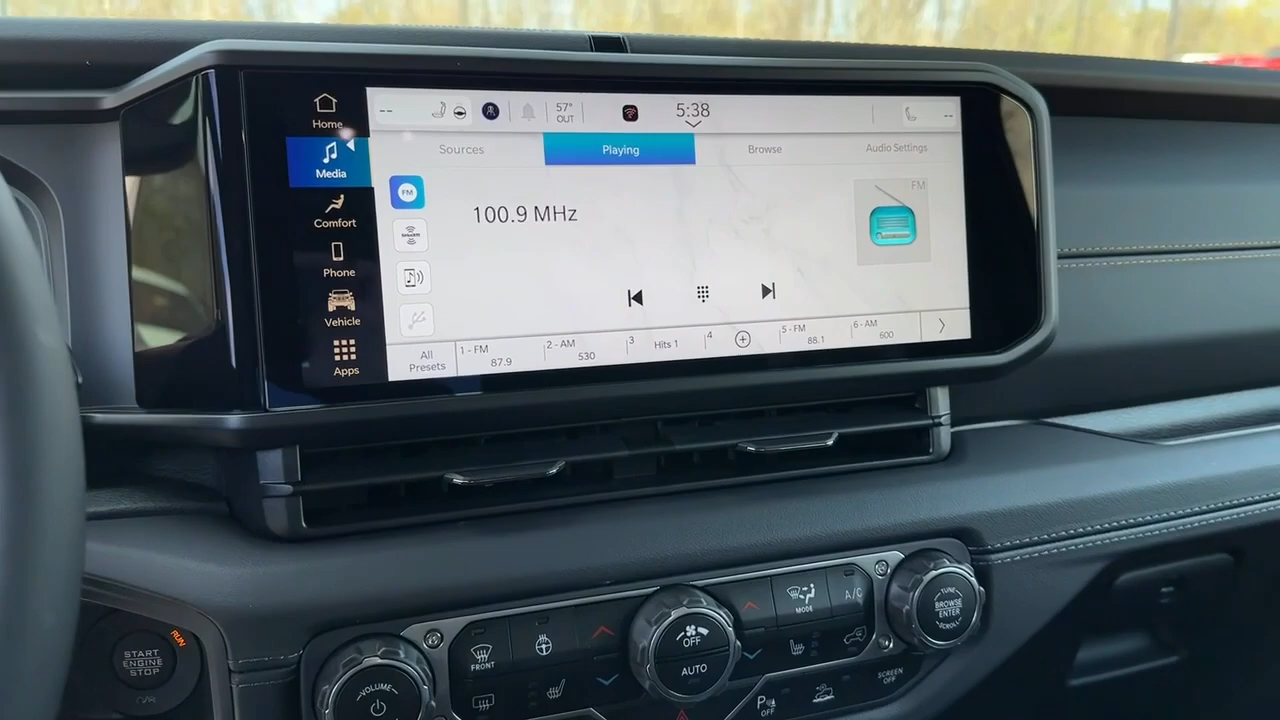 Home
Media
Comfort
Phone
Vehicle
Apps
--
57°
OUT
5:38
--
Sources
Playing
Browse
Audio Settings
FM
100.9 MHz
FM
SiriusXM
All
Presets
1 - FM
87.9
2 - AM
530
3
Hits 1
4
5 - FM
88.1
6 - AM
600
START
ENGINE
STOP
RUN
VOLUME
FRONT
OFF
AUTO
MODE
A/C
TUNE
BROWSE
ENTER
SCROLL
P
OFF
OFF
SCREEN
OFF